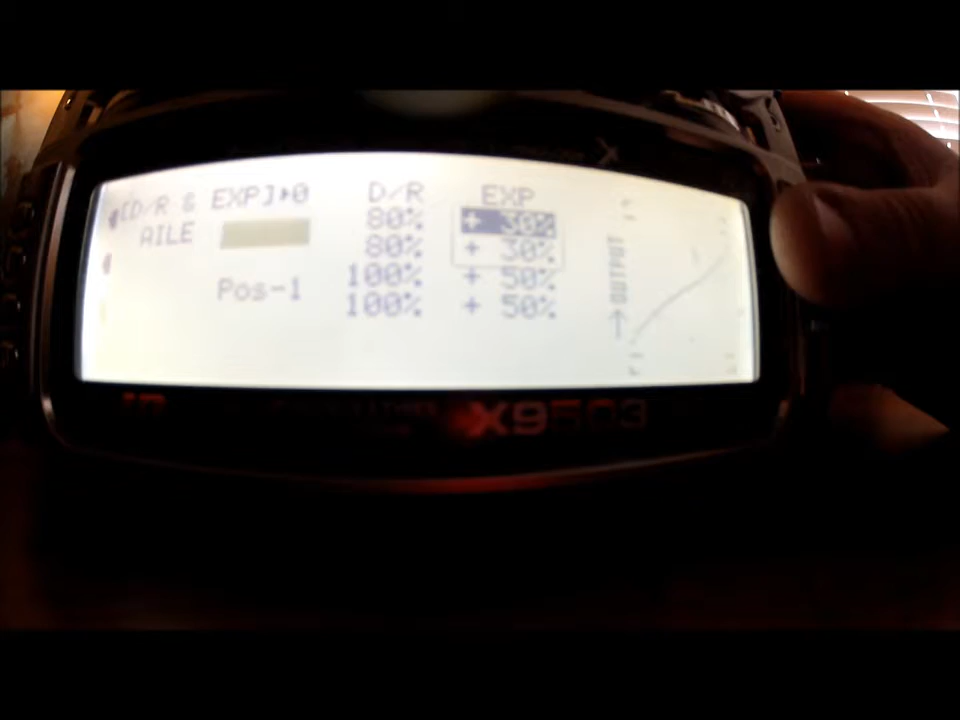 [D/R & EXP]▸0 D/R EXP
AILE 80% + 30%
80% + 30%
Pos-1 100% + 50%
100% + 50%
→OUTPUT
X9503